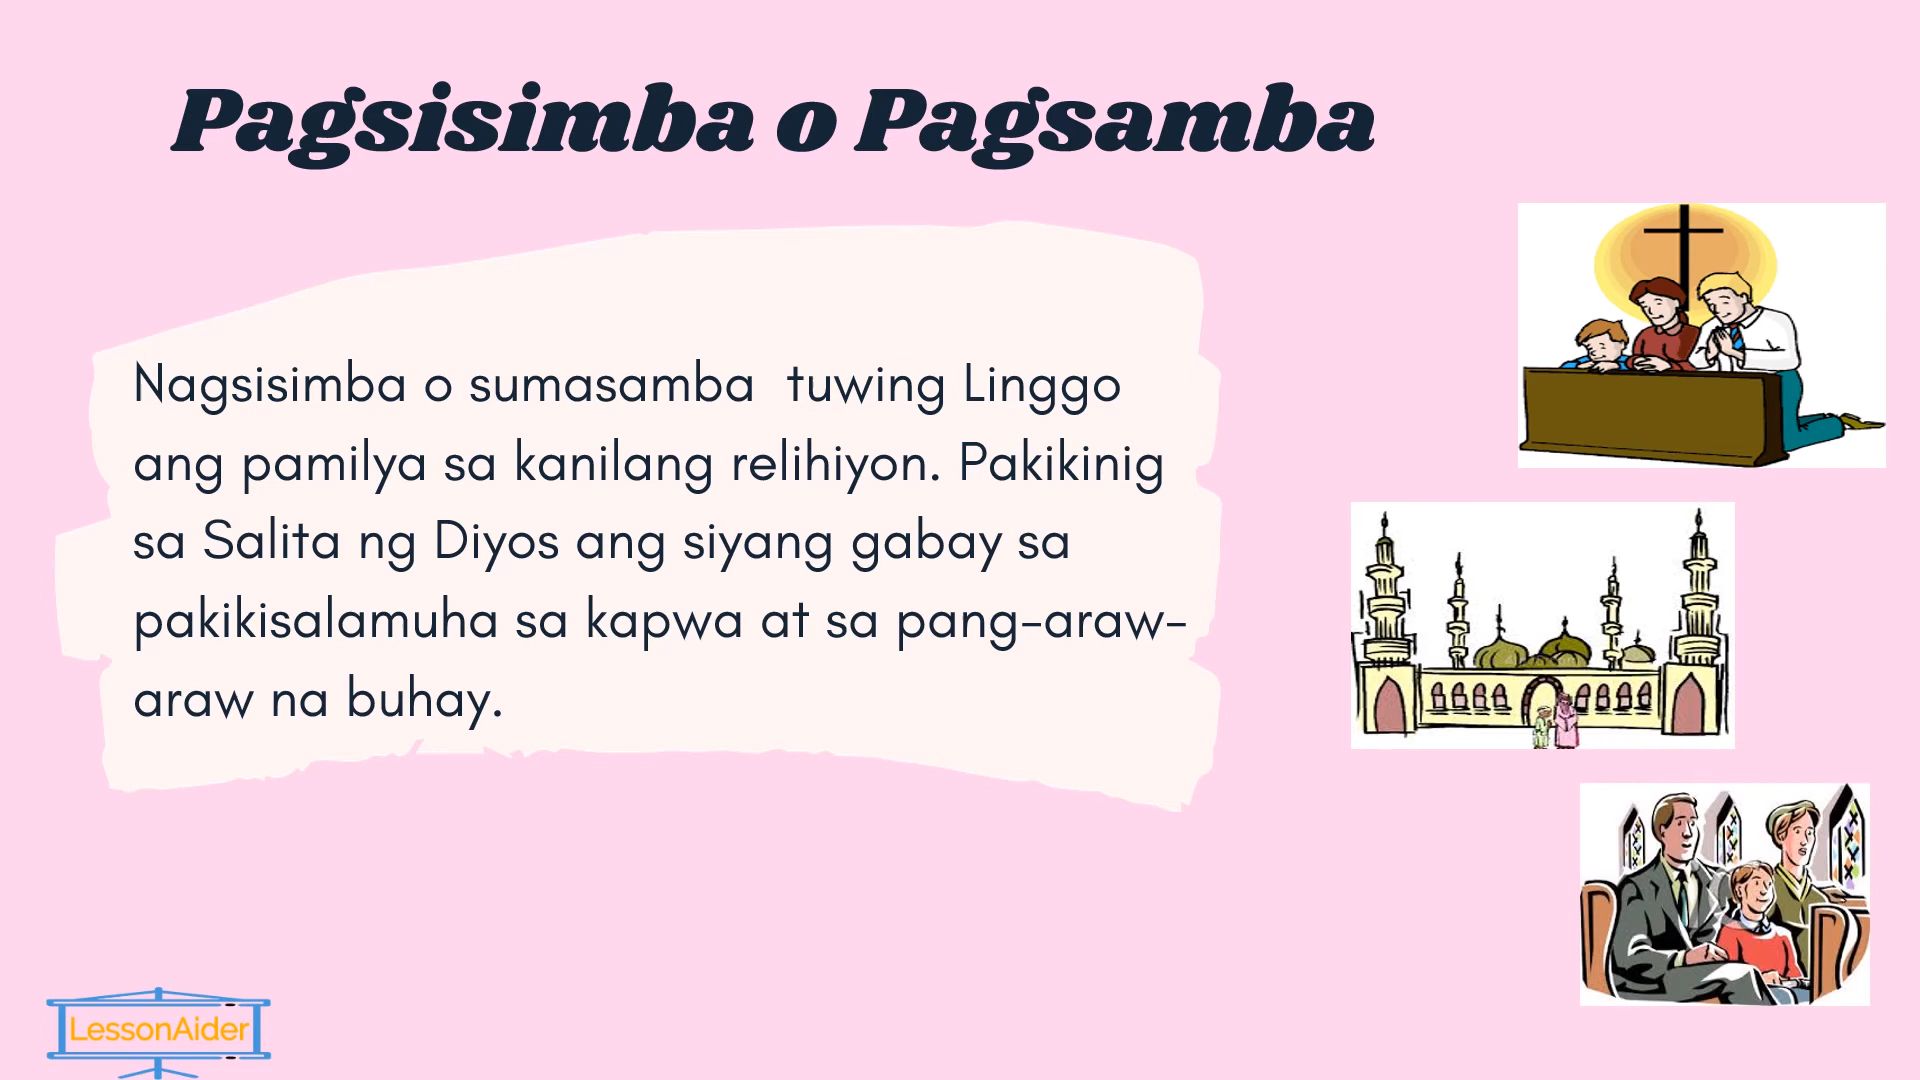 Pagsisimba o Pagsamba
Nagsisimba o sumasamba  tuwing Linggo
ang pamilya sa kanilang relihiyon. Pakikinig
sa Salita ng Diyos ang siyang gabay sa
pakikisalamuha sa kapwa at sa pang-araw-
araw na buhay.
LessonAider